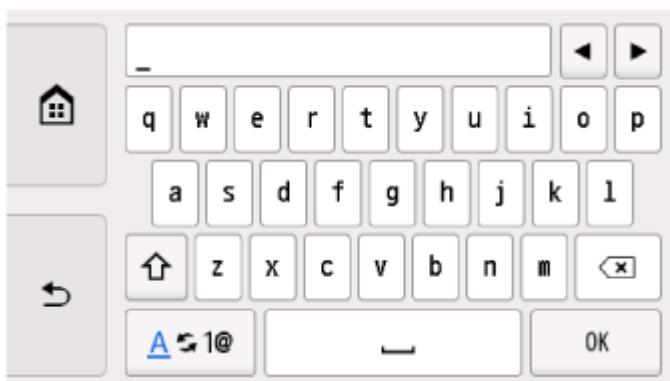 _
q w e r t y u i o p
a s d f g h j k l
z x c v b n m
A 1@ OK